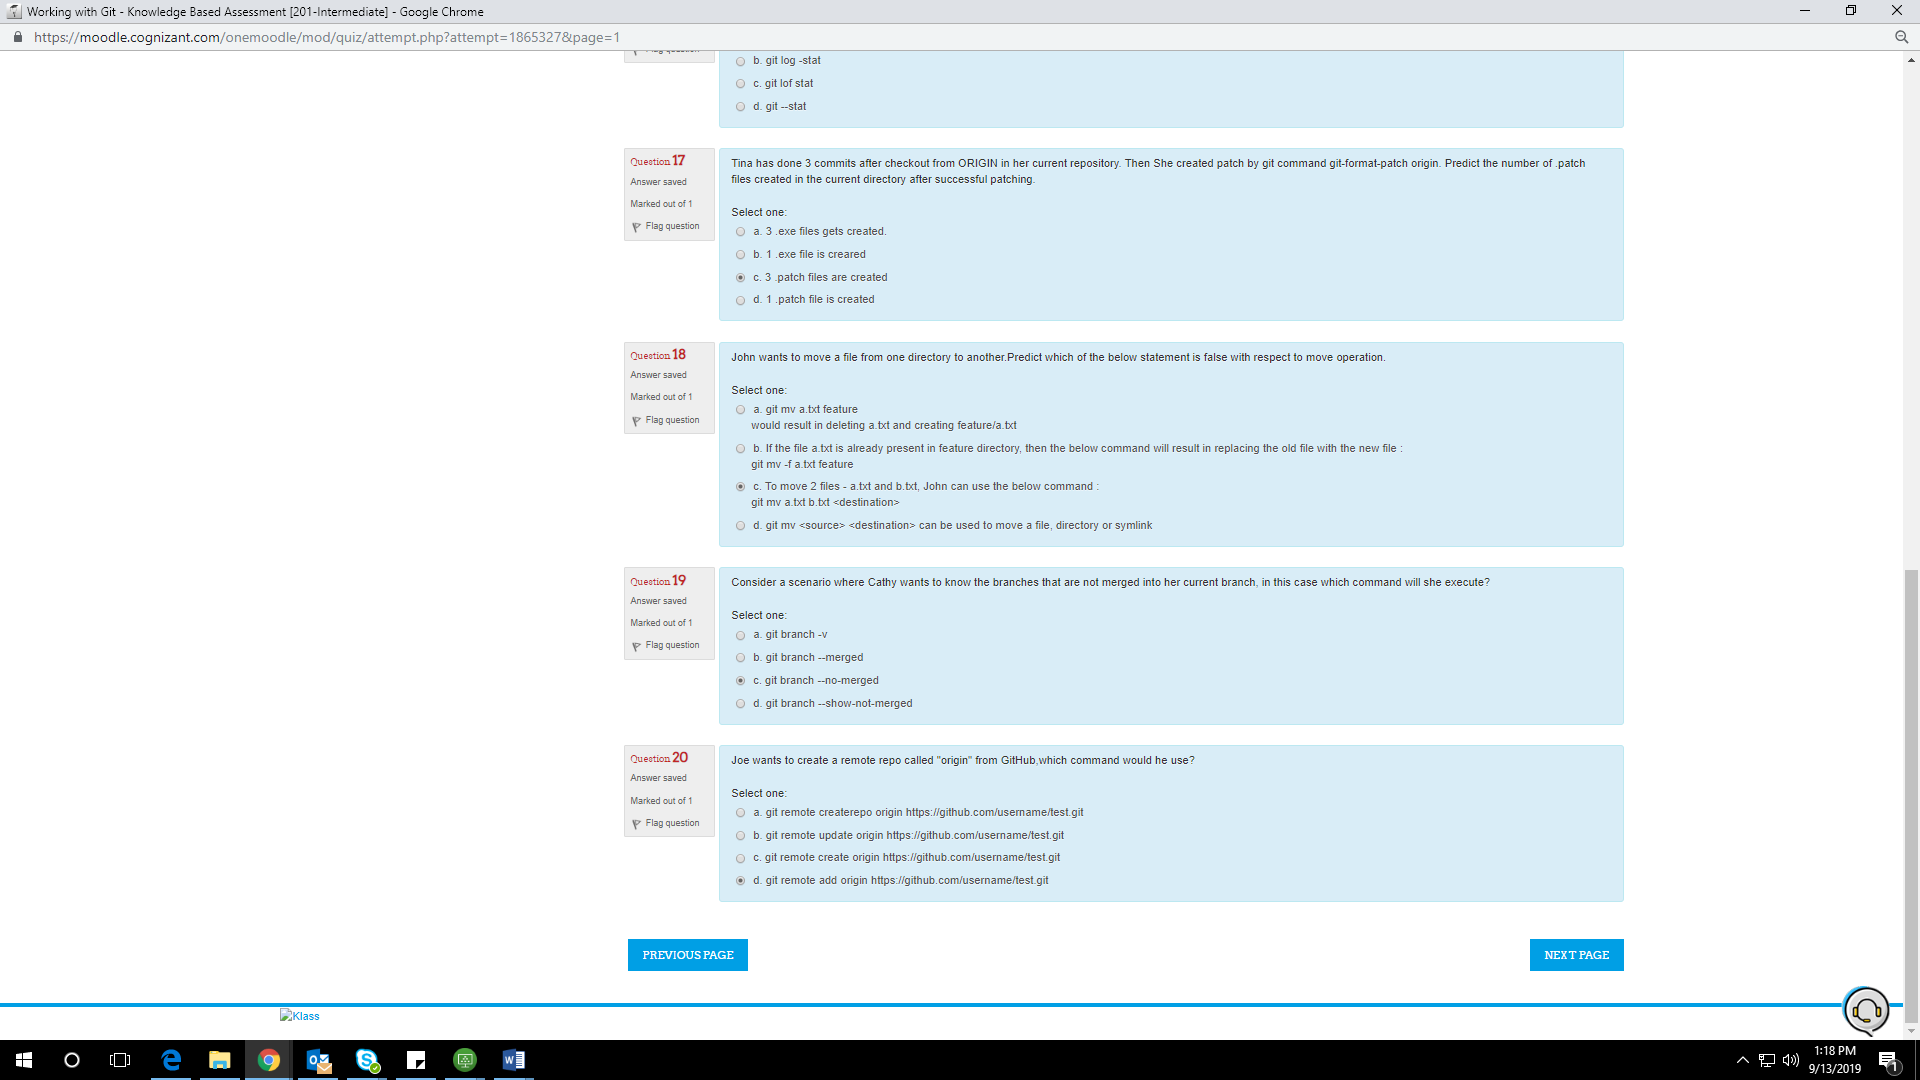 Working with Git - Knowledge Based Assessment [201-Intermediate] - Google Chrome
https://moodle.cognizant.com/onemoodle/mod/quiz/attempt.php?attempt=1865327&page=1
b. git log -stat
c. git lof stat
d. git --stat
Question 17
Answer saved
Marked out of 1
Flag question
Tina has done 3 commits after checkout from ORIGIN in her current repository. Then She created patch by git command git-format-patch origin. Predict the number of .patch
files created in the current directory after successful patching.
Select one:
a. 3 .exe files gets created.
b. 1 .exe file is creared
c. 3 .patch files are created
d. 1 .patch file is created
Question 18
Answer saved
Marked out of 1
Flag question
John wants to move a file from one directory to another.Predict which of the below statement is false with respect to move operation.
Select one:
a. git mv a.txt feature
would result in deleting a.txt and creating feature/a.txt
b. If the file a.txt is already present in feature directory, then the below command will result in replacing the old file with the new file :
git mv -f a.txt feature
c. To move 2 files - a.txt and b.txt, John can use the below command :
git mv a.txt b.txt <destination>
d. git mv <source> <destination> can be used to move a file, directory or symlink
Question 19
Answer saved
Marked out of 1
Flag question
Consider a scenario where Cathy wants to know the branches that are not merged into her current branch, in this case which command will she execute?
Select one:
a. git branch -v
b. git branch --merged
c. git branch --no-merged
d. git branch --show-not-merged
Question 20
Answer saved
Marked out of 1
Flag question
Joe wants to create a remote repo called "origin" from GitHub,which command would he use?
Select one:
a. git remote createrepo origin https://github.com/username/test.git
b. git remote update origin https://github.com/username/test.git
c. git remote create origin https://github.com/username/test.git
d. git remote add origin https://github.com/username/test.git
PREVIOUS PAGE
NEXT PAGE
Klass
1:18 PM
9/13/2019
1